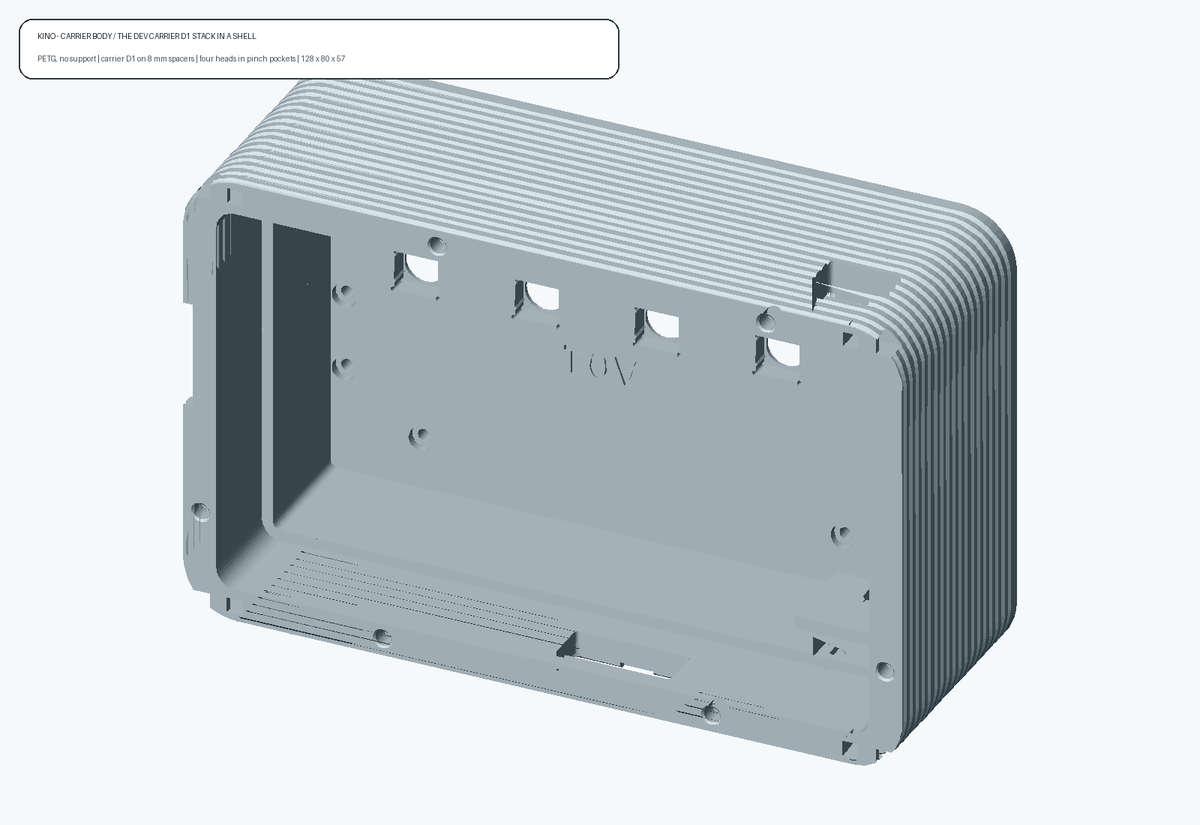 KINO - CARRIER BODY / THE DEV CARRIER D1 STACK IN A SHELL
PETG, no support | carrier D1 on 8 mm spacers | four heads in pinch pockets | 128 x 80 x 57